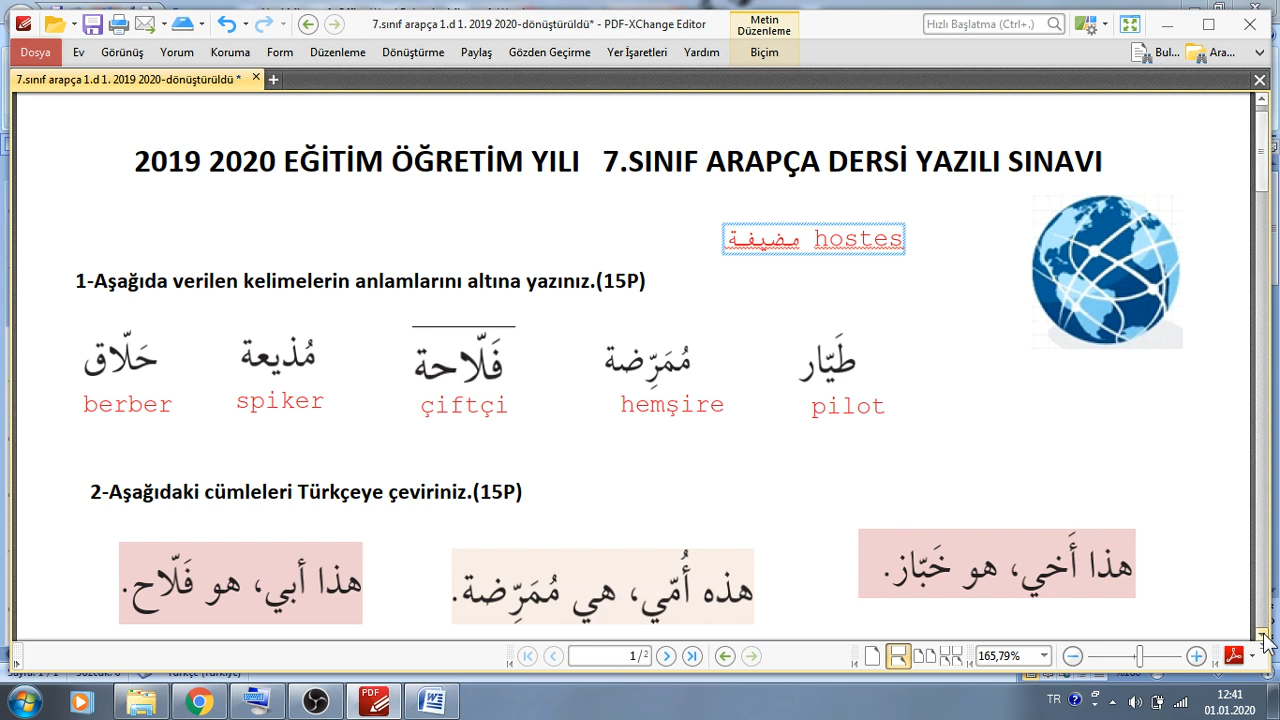 7.sınıf arapça 1.d 1. 2019 2020-dönüştürüldü* - PDF-XChange Editor
Metin Düzenleme
Hızlı Başlatma (Ctrl+.)
Dosya Ev Görünüş Yorum Koruma Form Düzenleme Dönüştürme Paylaş Gözden Geçirme Yer İşaretleri Yardım Biçim Bul... Ara...
7.sınıf arapça 1.d 1. 2019 2020-dönüştürüldü *
2019 2020 EĞİTİM ÖĞRETİM YILI 7.SINIF ARAPÇA DERSİ YAZILI SINAVI
مضيفة hostes
1-Aşağıda verilen kelimelerin anlamlarını altına yazınız.(15P)
حَلّاق مُذيعة فَلّاحة مُمَرِّضة طَيّار
berber spiker çiftçi hemşire pilot
2-Aşağıdaki cümleleri Türkçeye çeviriniz.(15P)
هذا أَخي، هو خَبّاز.
هذه أُمّي، هي مُمَرِّضة.
هذا أبي، هو فَلّاح.
1 / 2
165,79%
TR
12:41
01.01.2020